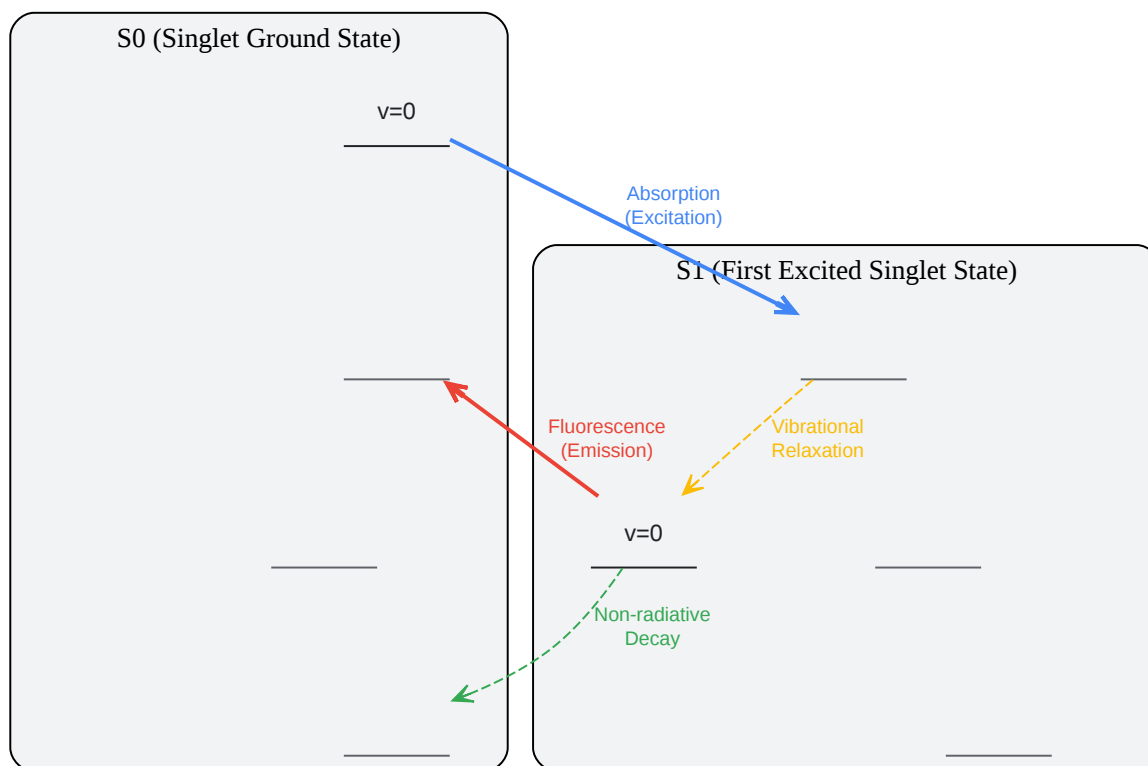 S0 (Singlet Ground State)
v=0
Absorption
(Excitation)
S1 (First Excited Singlet State)
Fluorescence
(Emission)
Vibrational
Relaxation
v=0
Non-radiative
Decay